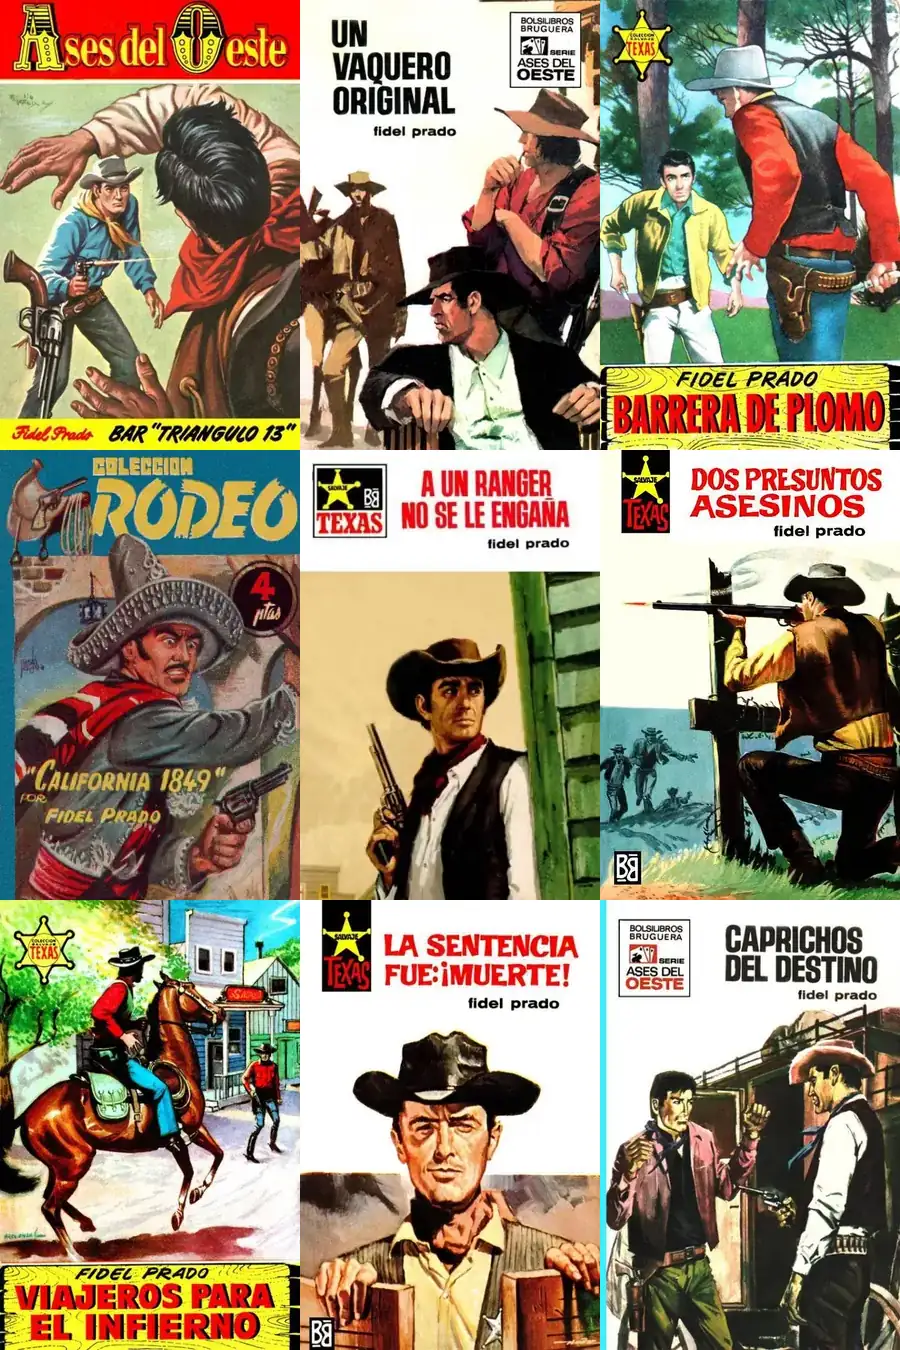 Ases del Oeste
Fidel Prado BAR "TRIANGULO 13"
UN
VAQUERO
ORIGINAL
fidel prado
BOLSILIBROS
BRUGUERA
SERIE
ASES DEL
OESTE
COLECCION
SALVAJE
TEXAS
FIDEL PRADO
BARRERA DE PLOMO
COLECCION
RODEO
4
ptas
"CALIFORNIA 1849"
POR
FIDEL PRADO
SALVAJE
TEXAS
A UN RANGER
NO SE LE ENGAÑA
fidel prado
SALVAJE
TEXAS
DOS PRESUNTOS
ASESINOS
fidel prado
COLECCION
SALVAJE
TEXAS
FIDEL PRADO
VIAJEROS PARA
EL INFIERNO
SALVAJE
TEXAS
LA SENTENCIA
FUE:¡MUERTE!
fidel prado
BOLSILIBROS
BRUGUERA
SERIE
ASES DEL
OESTE
CAPRICHOS
DEL DESTINO
fidel prado